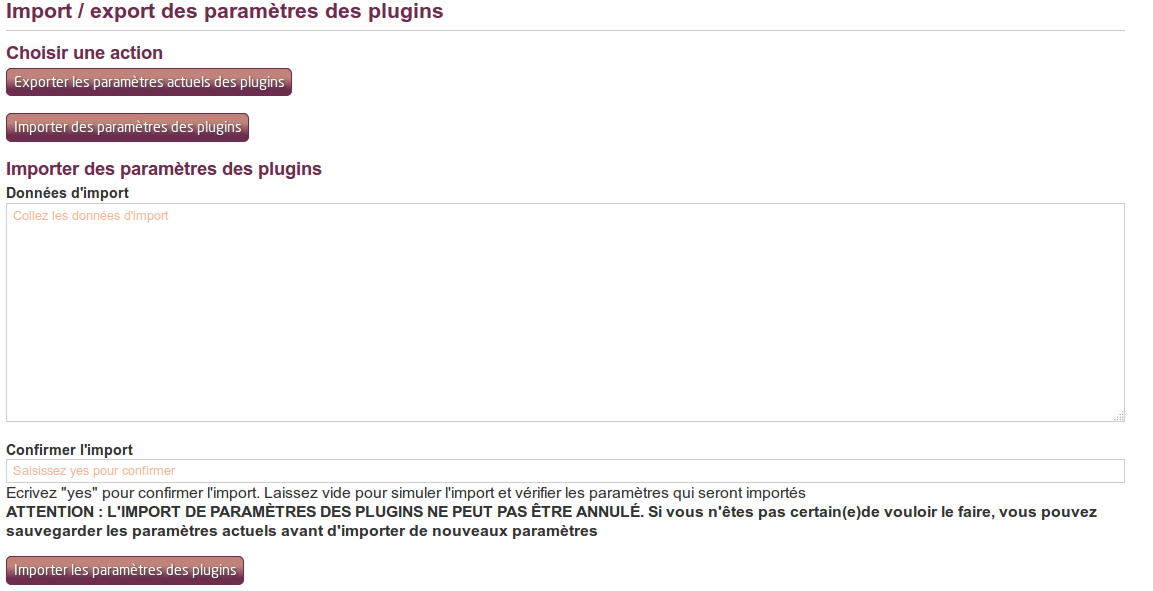 Import / export des paramètres des plugins
Choisir une action
Exporter les paramètres actuels des plugins
Importer des paramètres des plugins
Importer des paramètres des plugins
Données d'import
Collez les données d'import
Confirmer l'import
Saisissez yes pour confirmer
Ecrivez "yes" pour confirmer l'import. Laissez vide pour simuler l'import et vérifier les paramètres qui seront importés
ATTENTION : L'IMPORT DE PARAMÈTRES DES PLUGINS NE PEUT PAS ÊTRE ANNULÉ. Si vous n'êtes pas certain(e)de vouloir le faire, vous pouvez
sauvegarder les paramètres actuels avant d'importer de nouveaux paramètres
Importer les paramètres des plugins